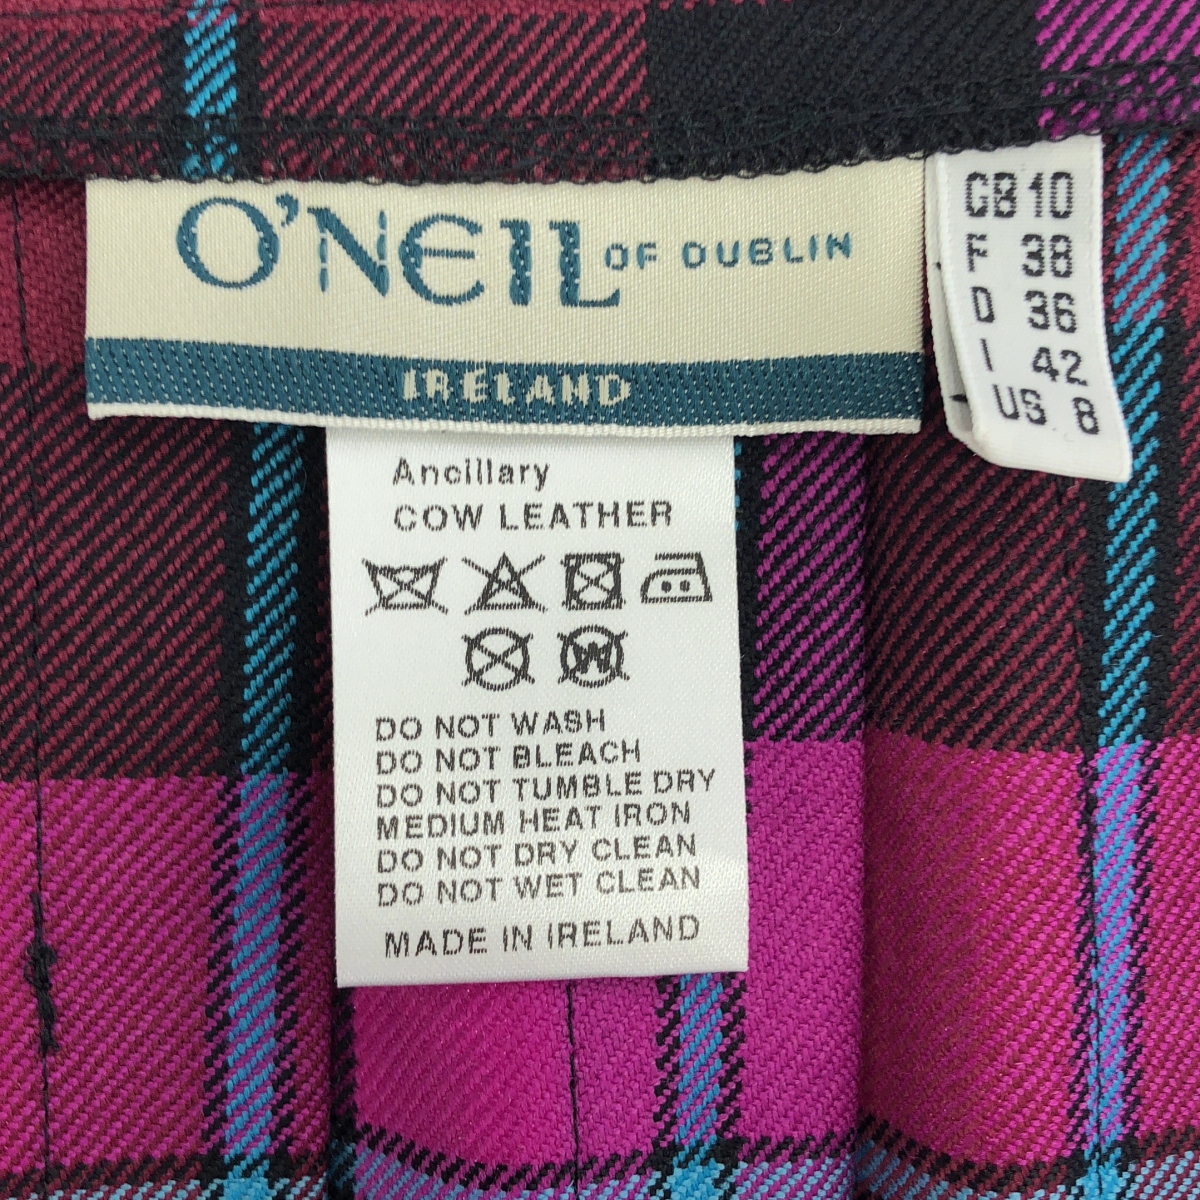 O'NEIL OF DUBLIN
IRELAND
GB 10
F 38
D 36
I 42
US 8
Ancillary
COW LEATHER
W
DO NOT WASH
DO NOT BLEACH
DO NOT TUMBLE DRY
MEDIUM HEAT IRON
DO NOT DRY CLEAN
DO NOT WET CLEAN
MADE IN IRELAND